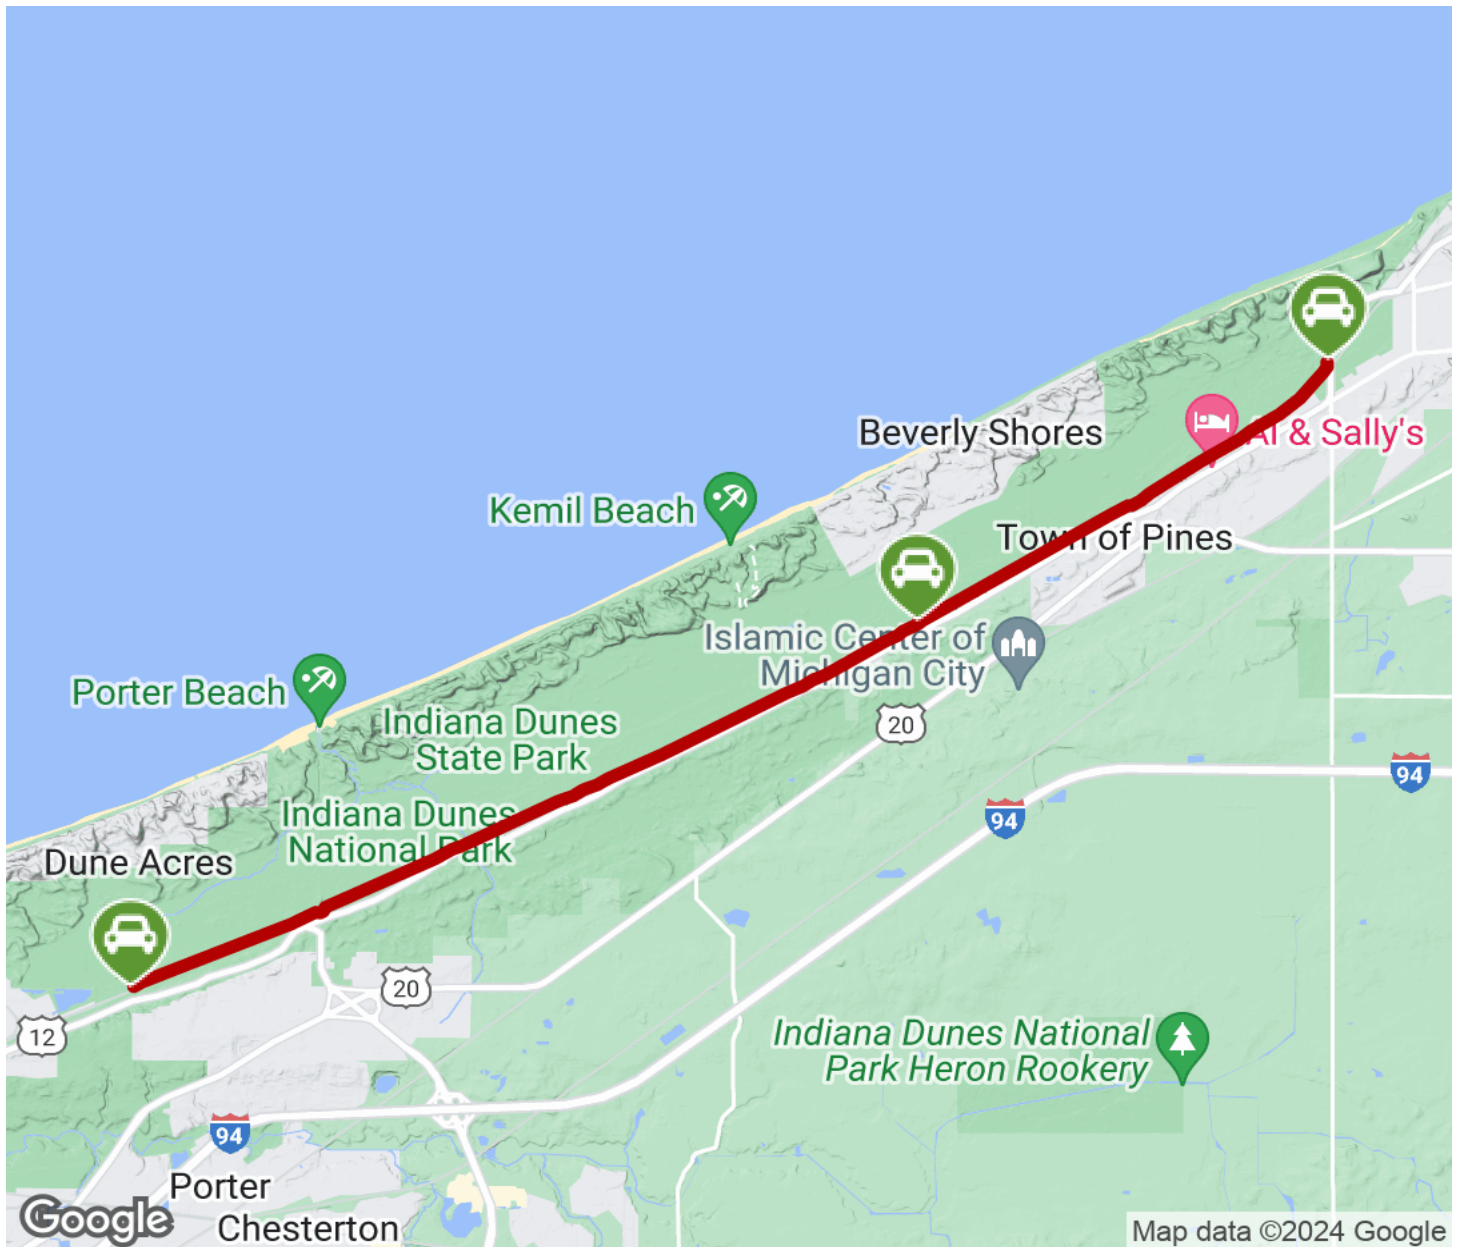 Beverly Shores
Al & Sally's
Kemil Beach
Town of Pines
Islamic Center of
Michigan City
Porter Beach
Indiana Dunes
State Park
20
94
94
Indiana Dunes
National Park
Dune Acres
20
12
Indiana Dunes National
Park Heron Rookery
94
Porter
Chesterton
Google
Map data ©2024 Google